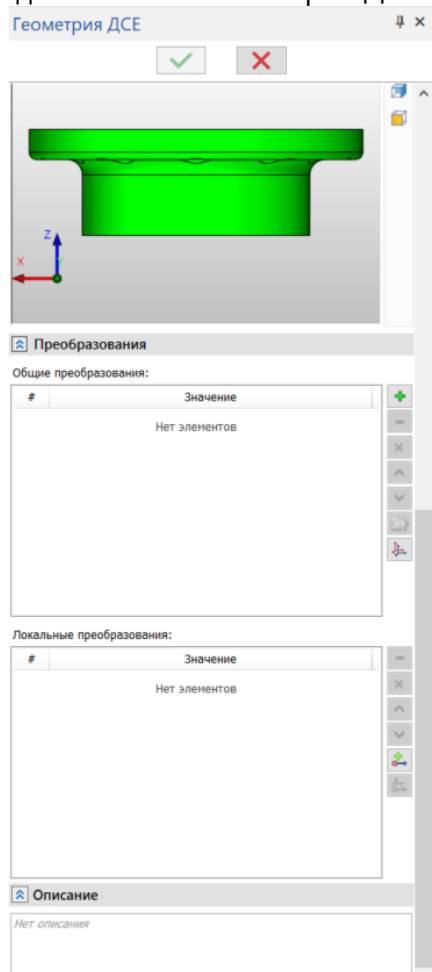 Геометрия ДСЕ
Z
X
Y
Преобразования
Общие преобразования:
# Значение
Нет элементов
Локальные преобразования:
# Значение
Нет элементов
Описание
Нет описания